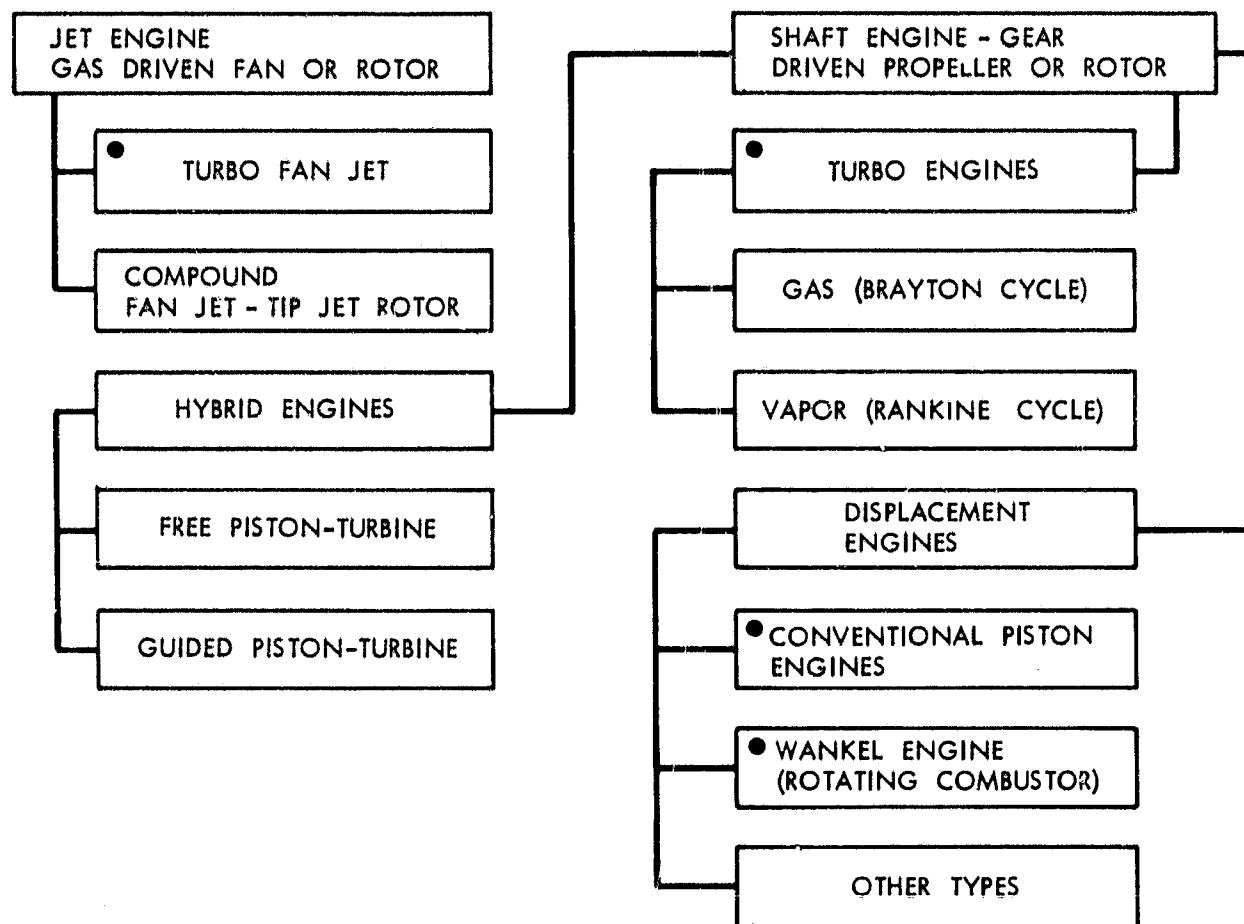 JET ENGINE
GAS DRIVEN FAN OR ROTOR
TURBO FAN JET
COMPOUND
FAN JET - TIP JET ROTOR
HYBRID ENGINES
FREE PISTON-TURBINE
GUIDED PISTON-TURBINE
SHAFT ENGINE - GEAR
DRIVEN PROPELLER OR ROTOR
TURBO ENGINES
GAS (BRAYTON CYCLE)
VAPOR (RANKINE CYCLE)
DISPLACEMENT
ENGINES
CONVENTIONAL PISTON
ENGINES
WANKEL ENGINE
(ROTATING COMBUSTOR)
OTHER TYPES